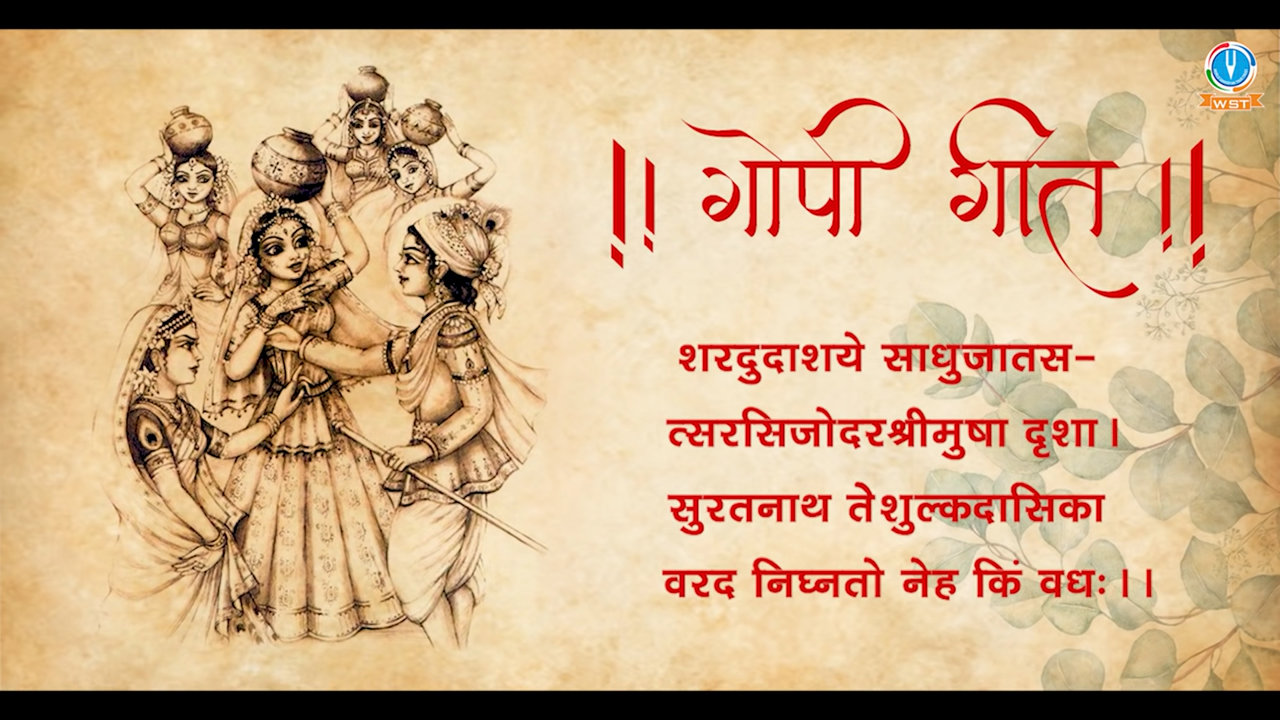 WST
|| गोपी गीत ||
शरदुदाशये साधुजातस-
त्सरसिजोदरश्रीमुषा दृशा।
सुरतनाथ तेशुल्कदासिका
वरद निघ्नतो नेह किं वधः।।